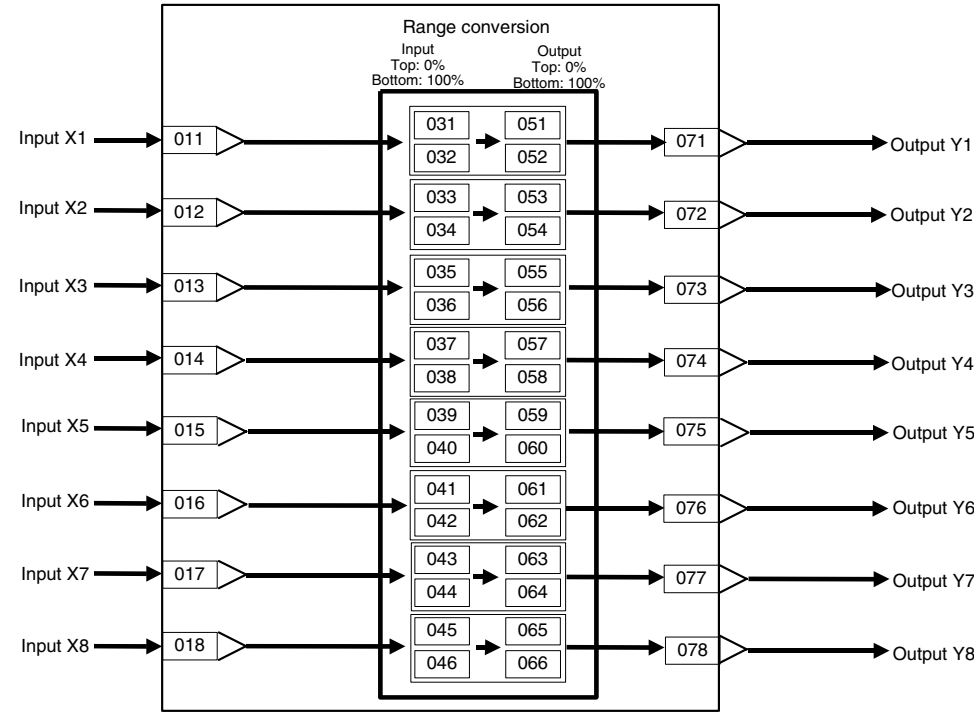 Range conversion
Input
Top: 0%
Bottom: 100%
Output
Top: 0%
Bottom: 100%
Input X1
011
031
032
051
052
071
Output Y1
Input X2
012
033
034
053
054
072
Output Y2
Input X3
013
035
036
055
056
073
Output Y3
Input X4
014
037
038
057
058
074
Output Y4
Input X5
015
039
040
059
060
075
Output Y5
Input X6
016
041
042
061
062
076
Output Y6
Input X7
017
043
044
063
064
077
Output Y7
Input X8
018
045
046
065
066
078
Output Y8